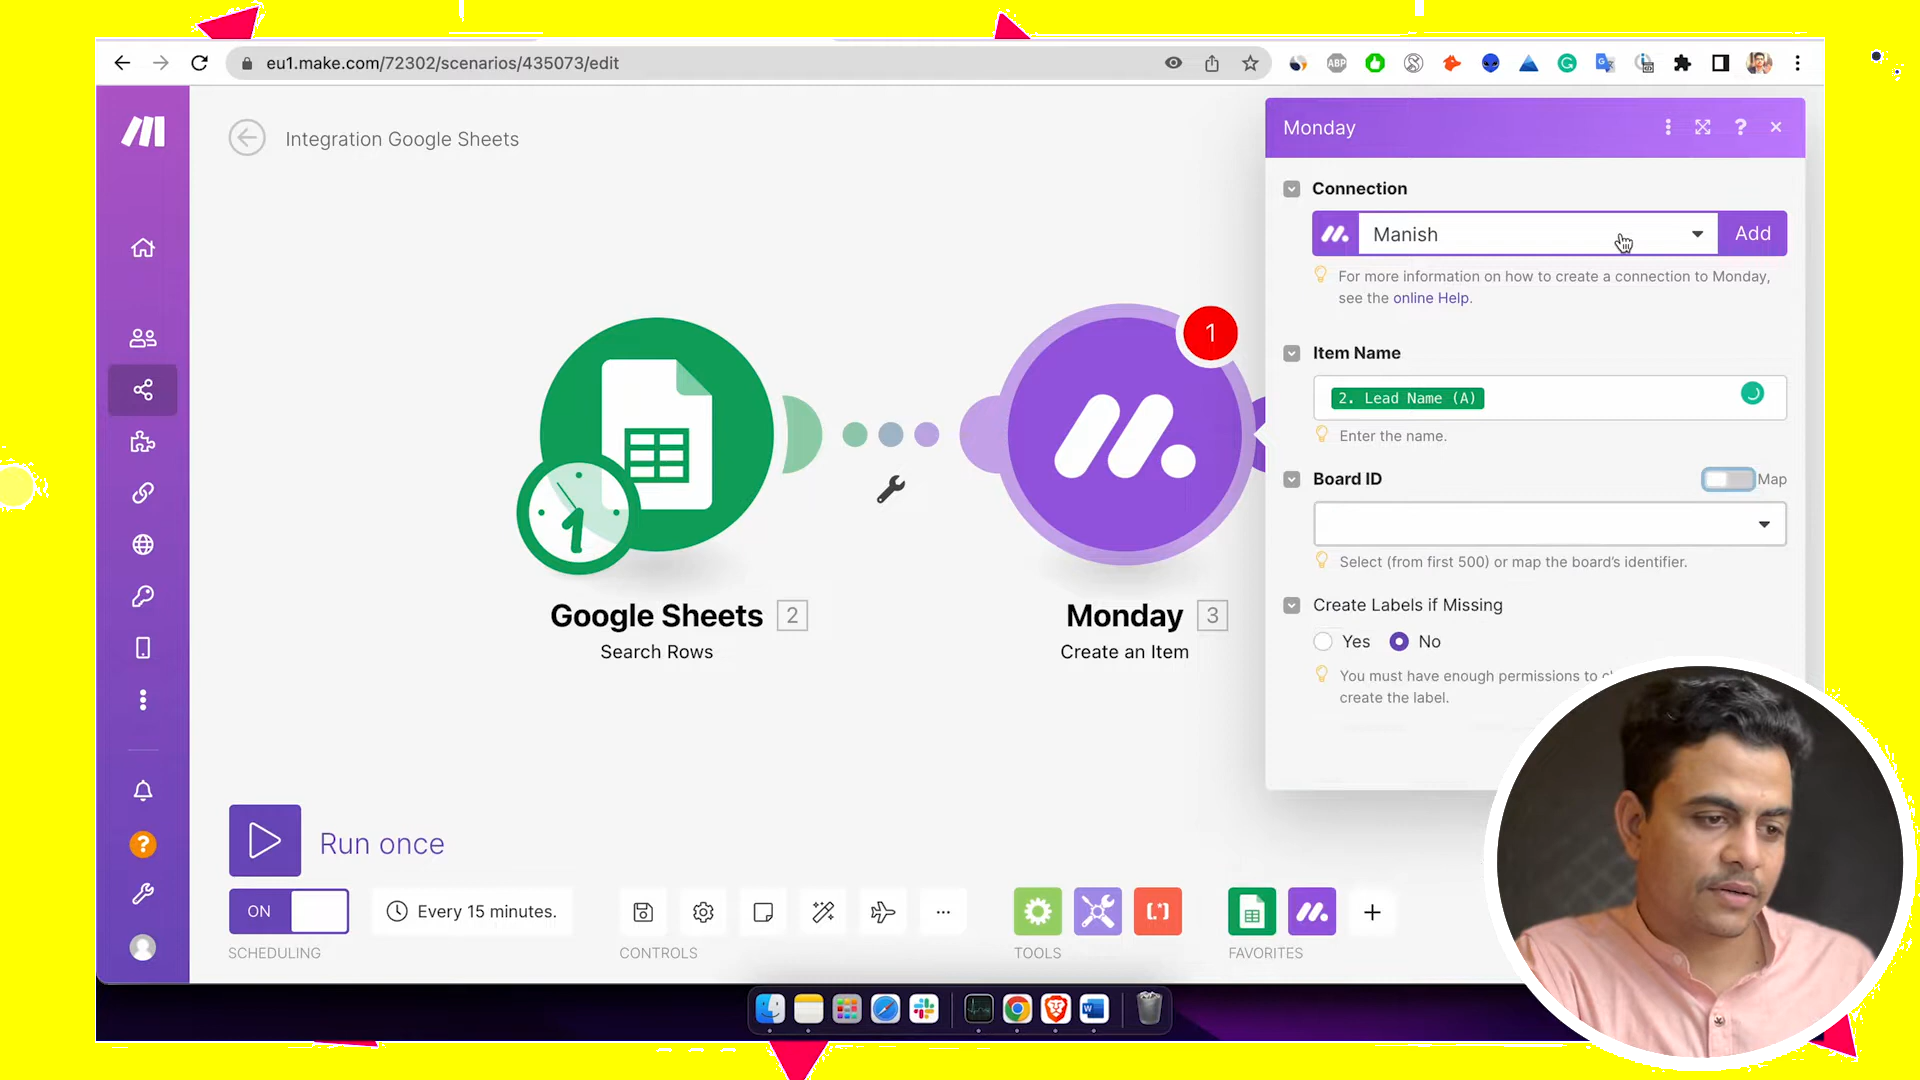 eu1.make.com/72302/scenarios/435073/edit
ABP
Integration Google Sheets
Monday
Connection
Manish
Add
For more information on how to create a connection to Monday,
see the online Help.
1
Item Name
2. Lead Name (A)
Enter the name.
Board ID
Map
Select (from first 500) or map the board's identifier.
1
Google Sheets 2
Search Rows
Monday 3
Create an Item
Create Labels if Missing
Yes
No
You must have enough permissions to
create the label.
Run once
ON
Every 15 minutes.
SCHEDULING
CONTROLS
TOOLS
FAVORITES